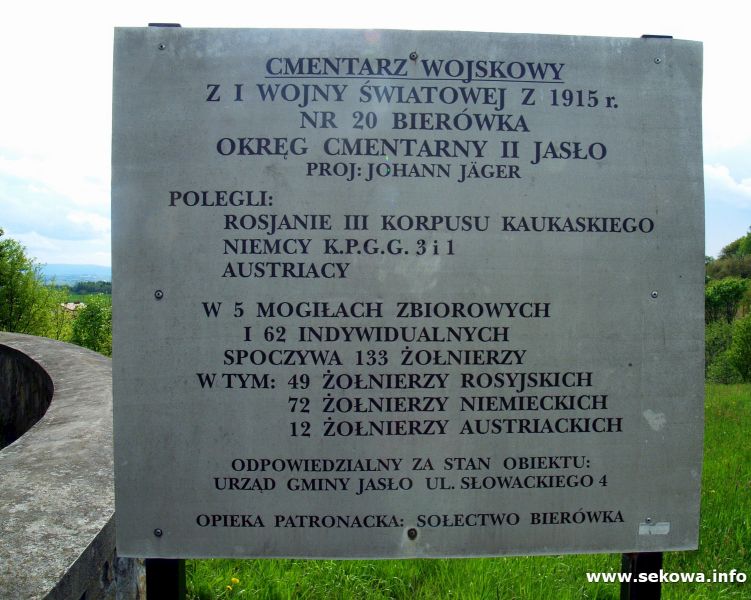 CMENTARZ WOJSKOWY
Z I WOJNY ŚWIATOWEJ Z 1915 r.
NR 20 BIERÓWKA
OKRĘG CMENTARNY II JASŁO
PROJ: JOHANN JÄGER
POLEGLI:
ROSJANIE III KORPUSU KAUKASKIEGO
NIEMCY K.P.G.G. 3 i 1
AUSTRIACY
W 5 MOGIŁACH ZBIOROWYCH
I 62 INDYWIDUALNYCH
SPOCZYWA 133 ŻOŁNIERZY
W TYM: 49 ŻOŁNIERZY ROSYJSKICH
72 ŻOŁNIERZY NIEMIECKICH
12 ŻOŁNIERZY AUSTRIACKICH
ODPOWIEDZIALNY ZA STAN OBIEKTU:
URZĄD GMINY JASŁO UL. SŁOWACKIEGO 4
OPIEKA PATRONACKA: SOŁECTWO BIERÓWKA
www.sekowa.info